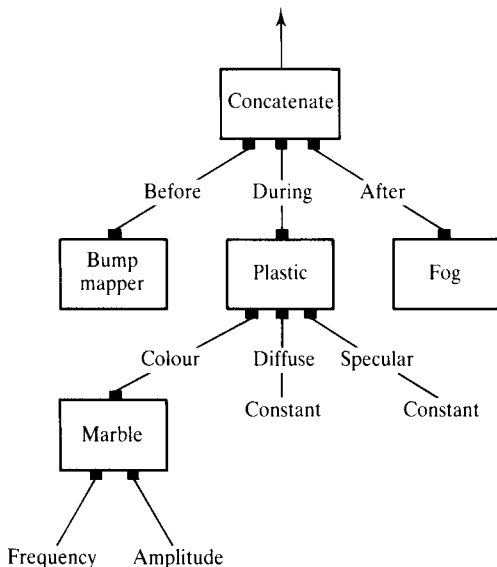 Concatenate
Before
During
After
Bump
mapper
Plastic
Fog
Colour
Diffuse
Specular
Constant
Constant
Marble
Frequency
Amplitude